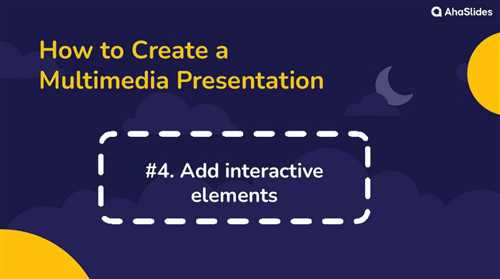 AhaSlides
How to Create a
Multimedia Presentation
#4. Add interactive
elements